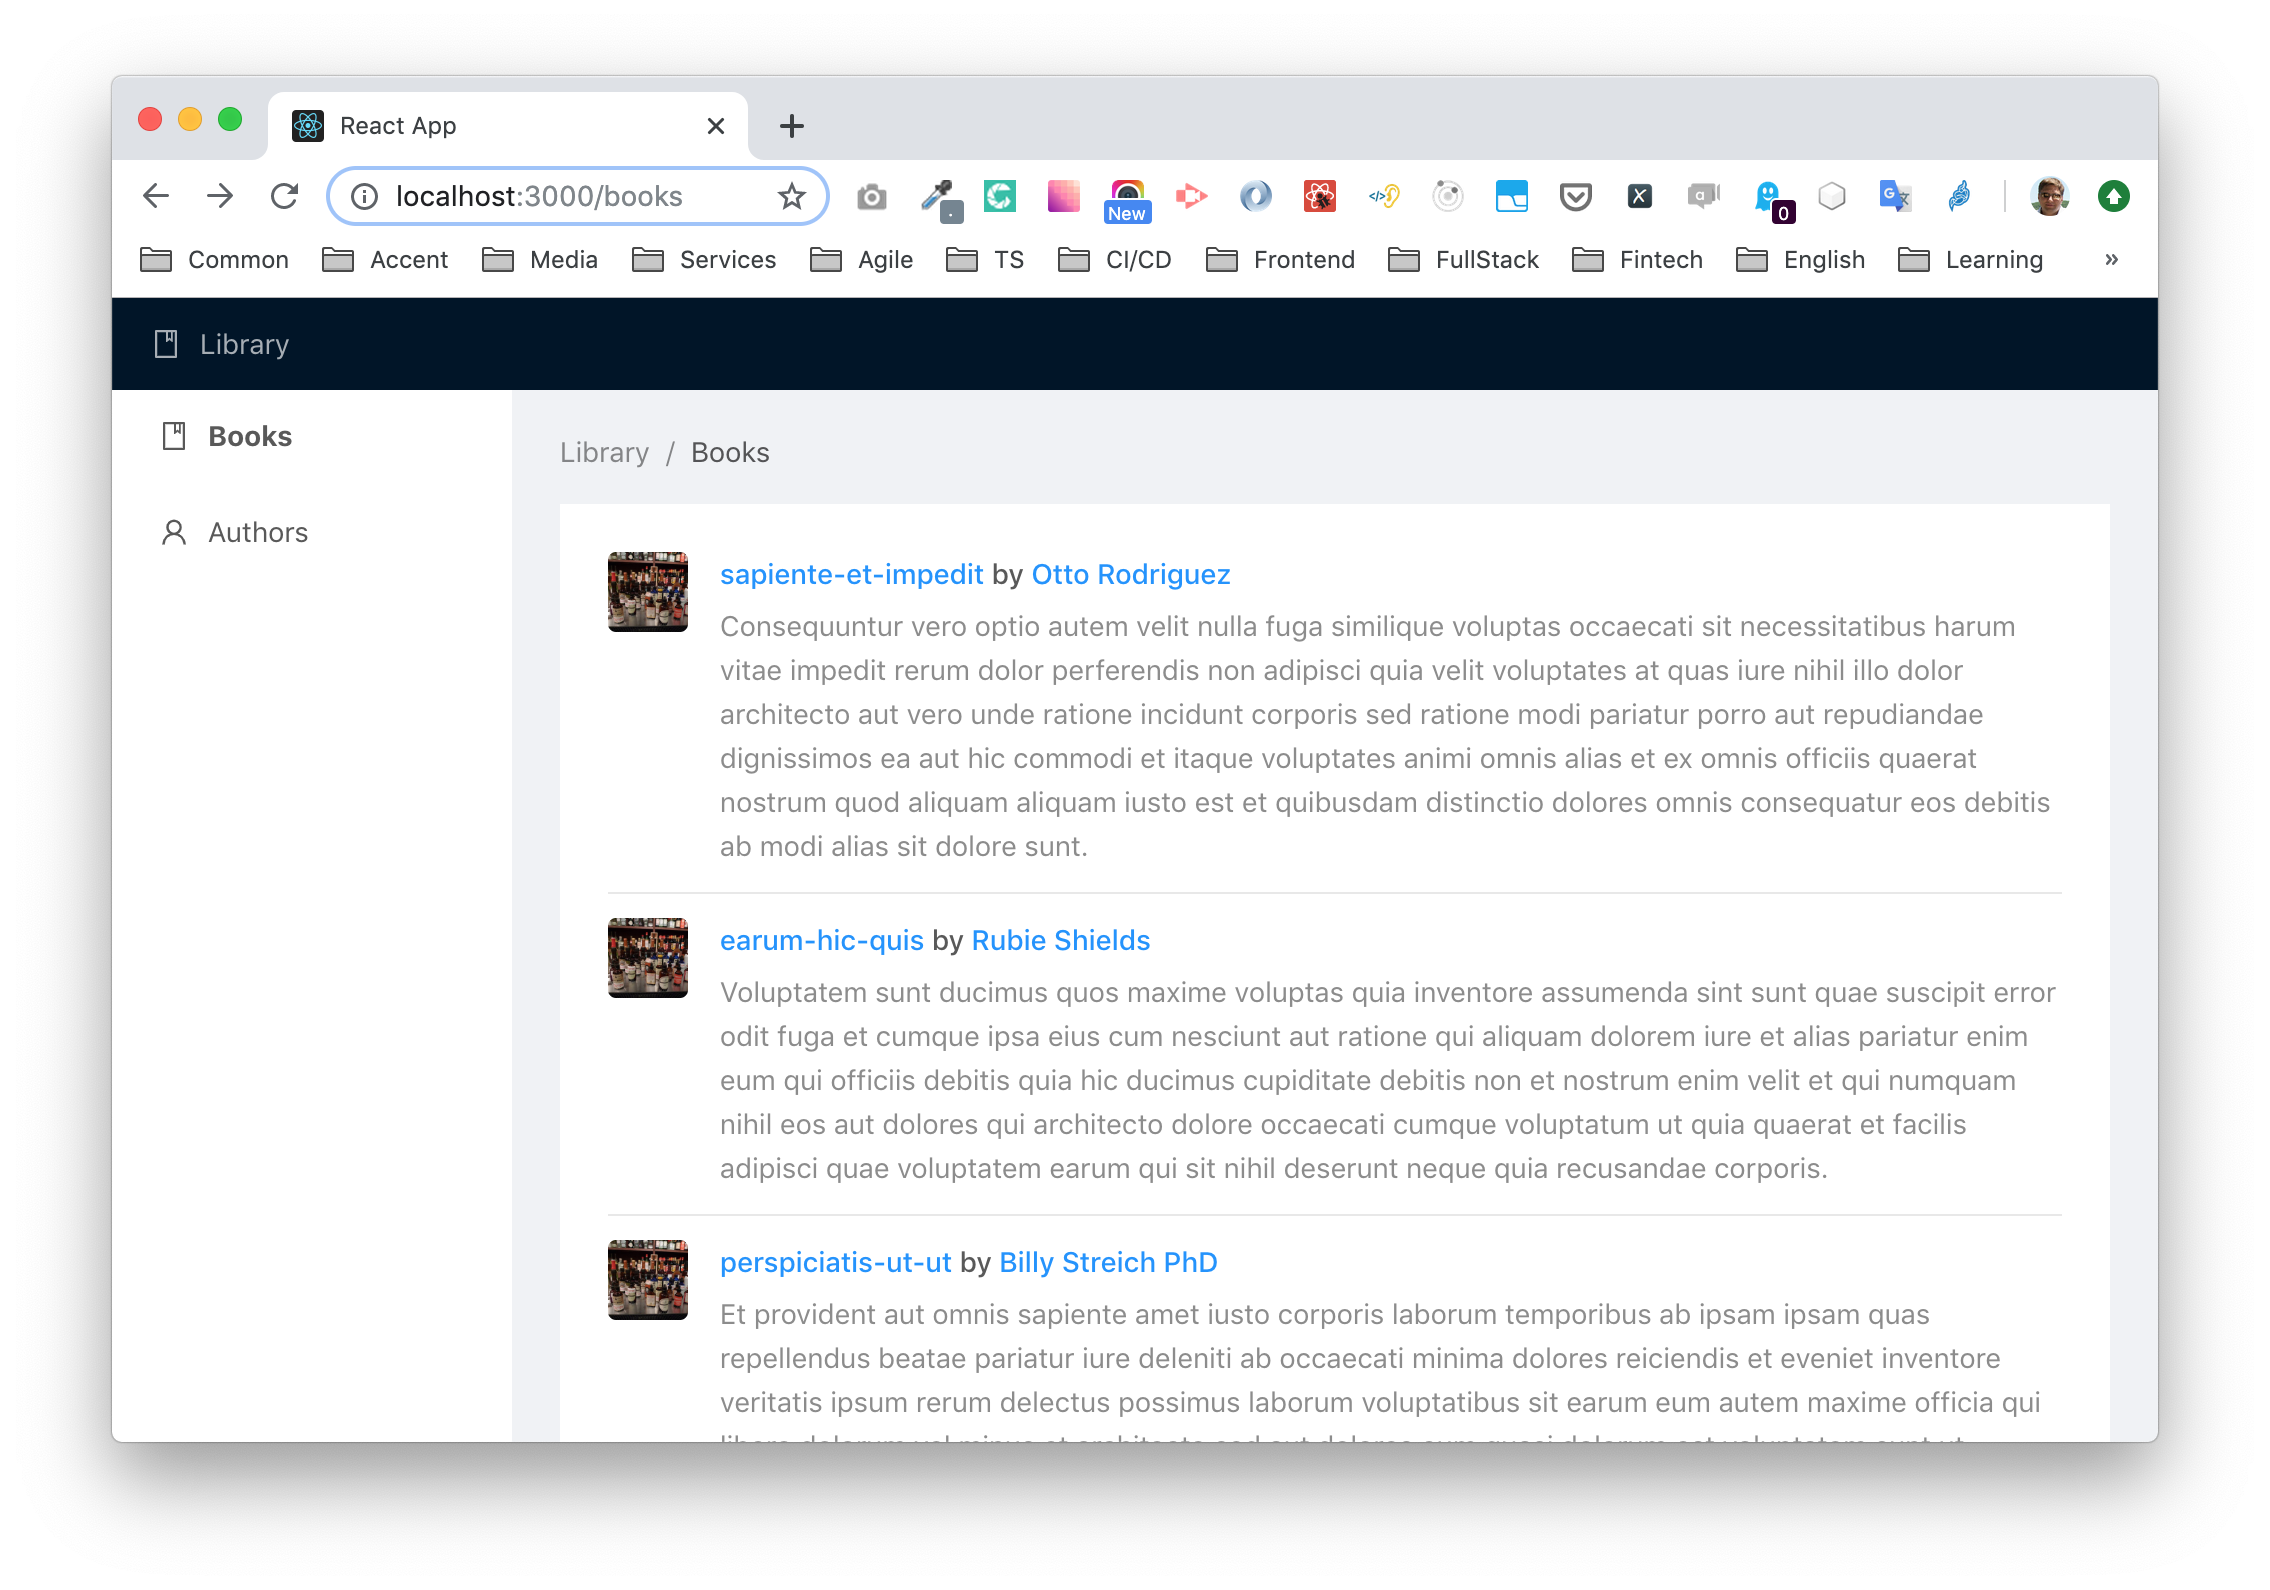 React App
localhost:3000/books
New
0
Common Accent Media Services Agile TS CI/CD Frontend FullStack Fintech English Learning »
Library
Books
Authors
Library / Books
sapiente-et-impedit by Otto Rodriguez
Consequuntur vero optio autem velit nulla fuga similique voluptas occaecati sit necessitatibus harum
vitae impedit rerum dolor perferendis non adipisci quia velit voluptates at quas iure nihil illo dolor
architecto aut vero unde ratione incidunt corporis sed ratione modi pariatur porro aut repudiandae
dignissimos ea aut hic commodi et itaque voluptates animi omnis alias et ex omnis officiis quaerat
nostrum quod aliquam aliquam iusto est et quibusdam distinctio dolores omnis consequatur eos debitis
ab modi alias sit dolore sunt.
earum-hic-quis by Rubie Shields
Voluptatem sunt ducimus quos maxime voluptas quia inventore assumenda sint sunt quae suscipit error
odit fuga et cumque ipsa eius cum nesciunt aut ratione qui aliquam dolorem iure et alias pariatur enim
eum qui officiis debitis quia hic ducimus cupiditate debitis non et nostrum enim velit et qui numquam
nihil eos aut dolores qui architecto dolore occaecati cumque voluptatum ut quia quaerat et facilis
adipisci quae voluptatem earum qui sit nihil deserunt neque quia recusandae corporis.
perspiciatis-ut-ut by Billy Streich PhD
Et provident aut omnis sapiente amet iusto corporis laborum temporibus ab ipsam ipsam quas
repellendus beatae pariatur iure deleniti ab occaecati minima dolores reiciendis et eveniet inventore
veritatis ipsum rerum delectus possimus laborum voluptatibus sit earum eum autem maxime officia qui